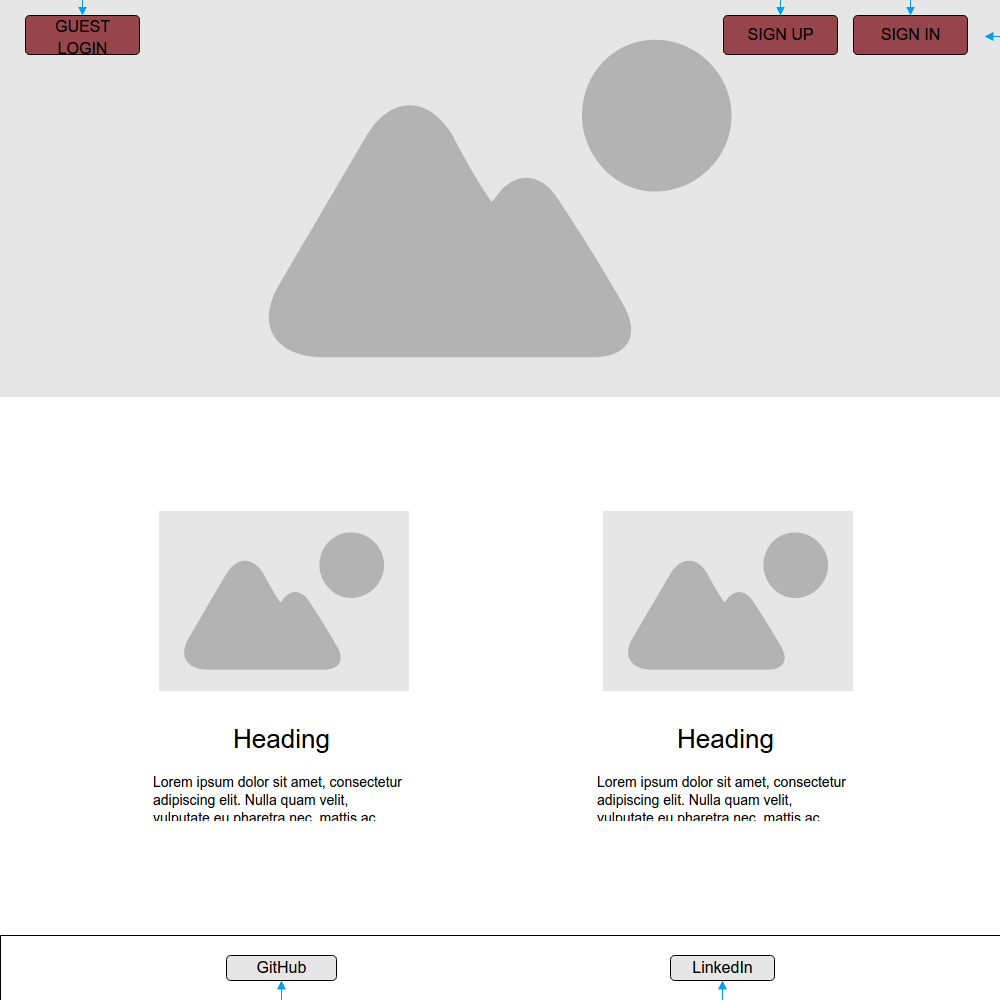 GUEST
LOGIN
SIGN UP
SIGN IN
Heading
Lorem ipsum dolor sit amet, consectetur
adipiscing elit. Nulla quam velit,
vulputate eu pharetra nec, mattis ac
Heading
Lorem ipsum dolor sit amet, consectetur
adipiscing elit. Nulla quam velit,
vulputate eu pharetra nec, mattis ac
GitHub
LinkedIn